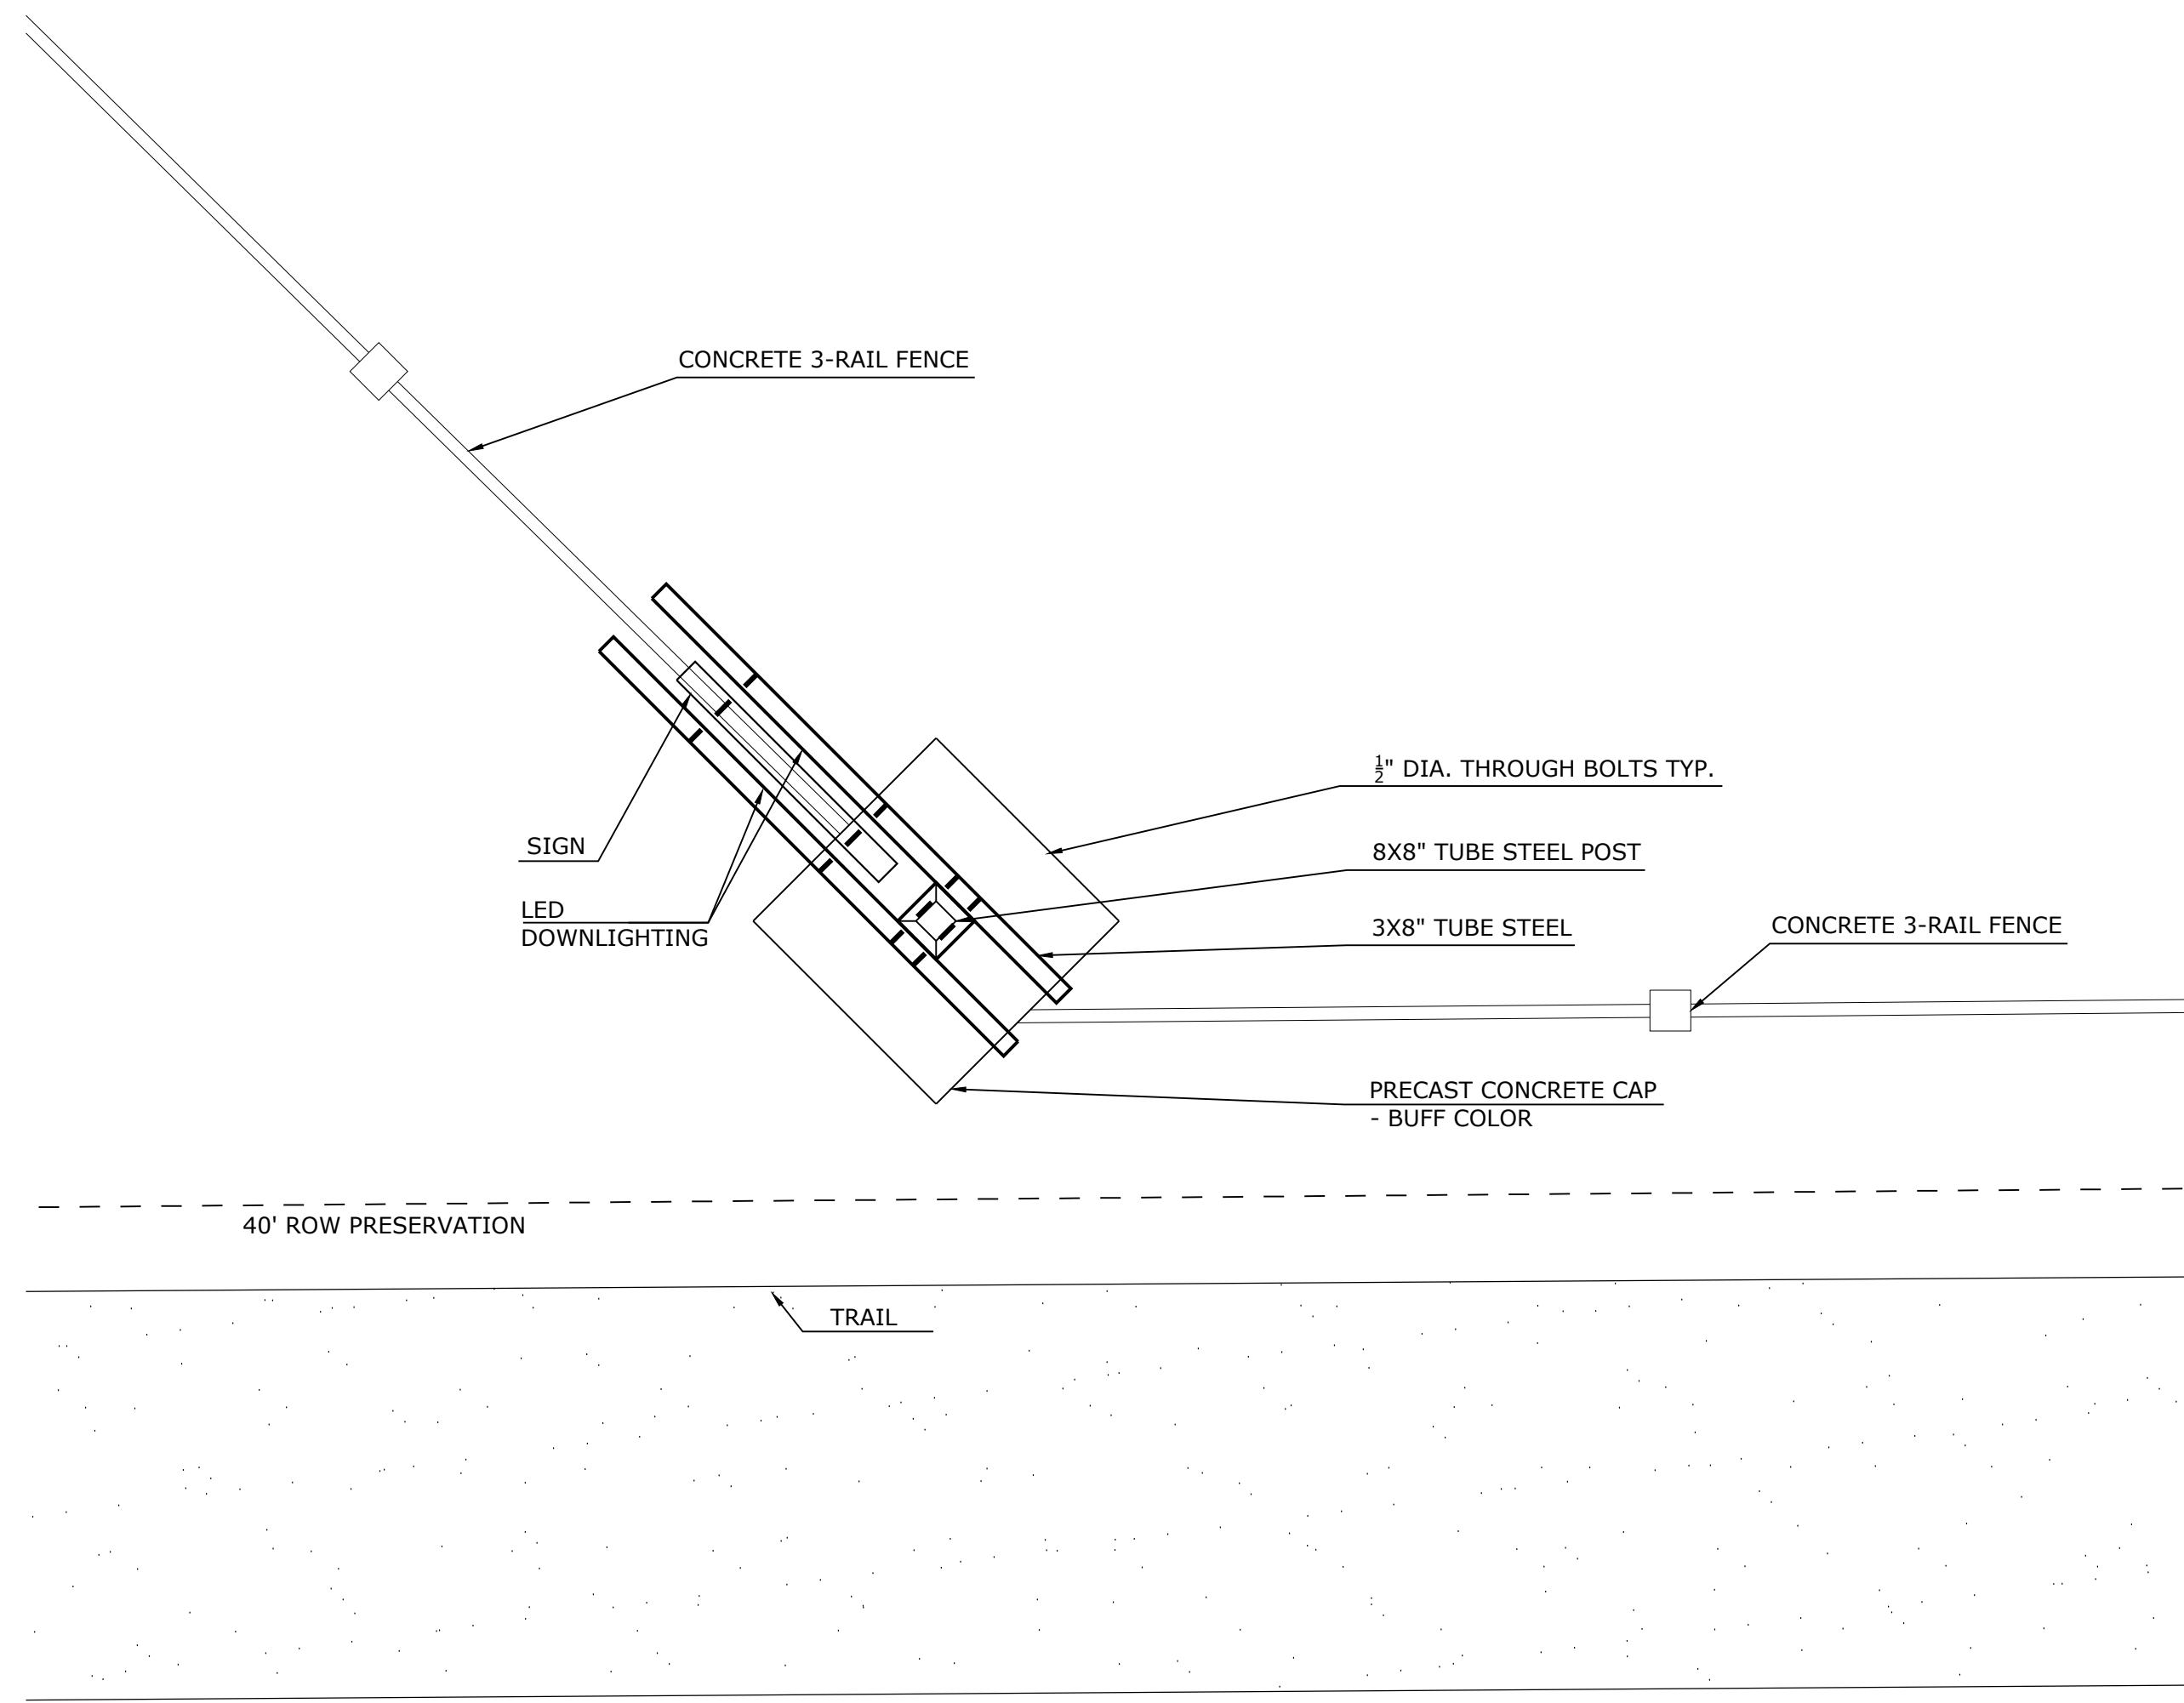 CONCRETE 3-RAIL FENCE
½" DIA. THROUGH BOLTS TYP.
SIGN
8X8" TUBE STEEL POST
LED
DOWNLIGHTING
3X8" TUBE STEEL
CONCRETE 3-RAIL FENCE
PRECAST CONCRETE CAP
- BUFF COLOR
40' ROW PRESERVATION
TRAIL